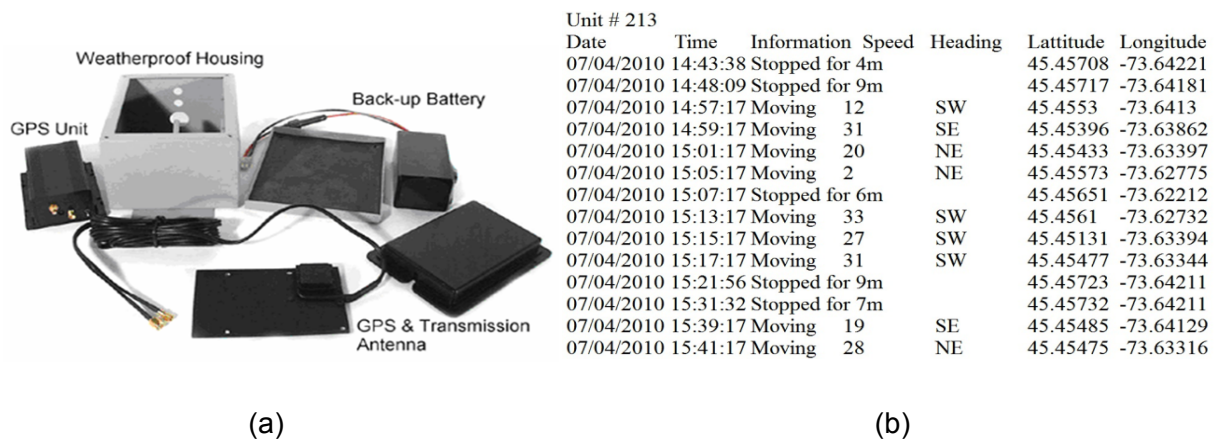 Weatherproof Housing
Back-up Battery
GPS Unit
GPS & Transmission
Antenna
(a)
Unit # 213
Date Time Information Speed Heading Lattitude Longitude
07/04/2010 14:43:38 Stopped for 4m 45.45708 -73.64221
07/04/2010 14:48:09 Stopped for 9m 45.45717 -73.64181
07/04/2010 14:57:17 Moving 12 SW 45.4553 -73.6413
07/04/2010 14:59:17 Moving 31 SE 45.45396 -73.63862
07/04/2010 15:01:17 Moving 20 NE 45.45433 -73.63397
07/04/2010 15:05:17 Moving 2 NE 45.45573 -73.62775
07/04/2010 15:07:17 Stopped for 6m 45.45651 -73.62212
07/04/2010 15:13:17 Moving 33 SW 45.4561 -73.62732
07/04/2010 15:15:17 Moving 27 SW 45.45131 -73.63394
07/04/2010 15:17:17 Moving 31 SW 45.45477 -73.63344
07/04/2010 15:21:56 Stopped for 9m 45.45723 -73.64211
07/04/2010 15:31:32 Stopped for 7m 45.45732 -73.64211
07/04/2010 15:39:17 Moving 19 SE 45.45485 -73.64129
07/04/2010 15:41:17 Moving 28 NE 45.45475 -73.63316
(b)